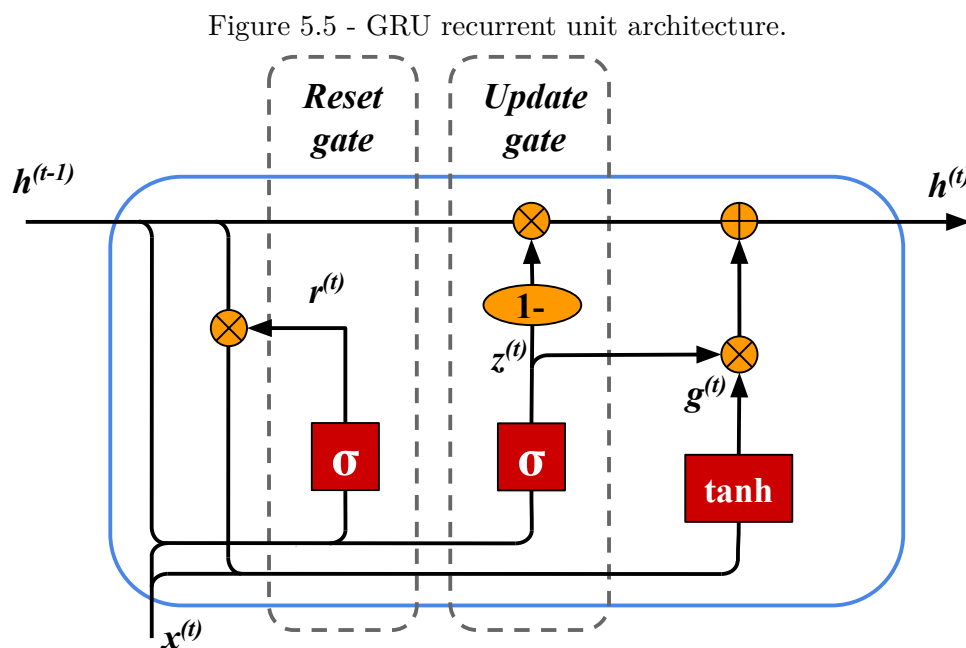 Figure 5.5 - GRU recurrent unit architecture.
Reset
gate
Update
gate
h(t-1)
h(t)
r(t)
1-
z(t)
g(t)
σ
σ
tanh
x(t)